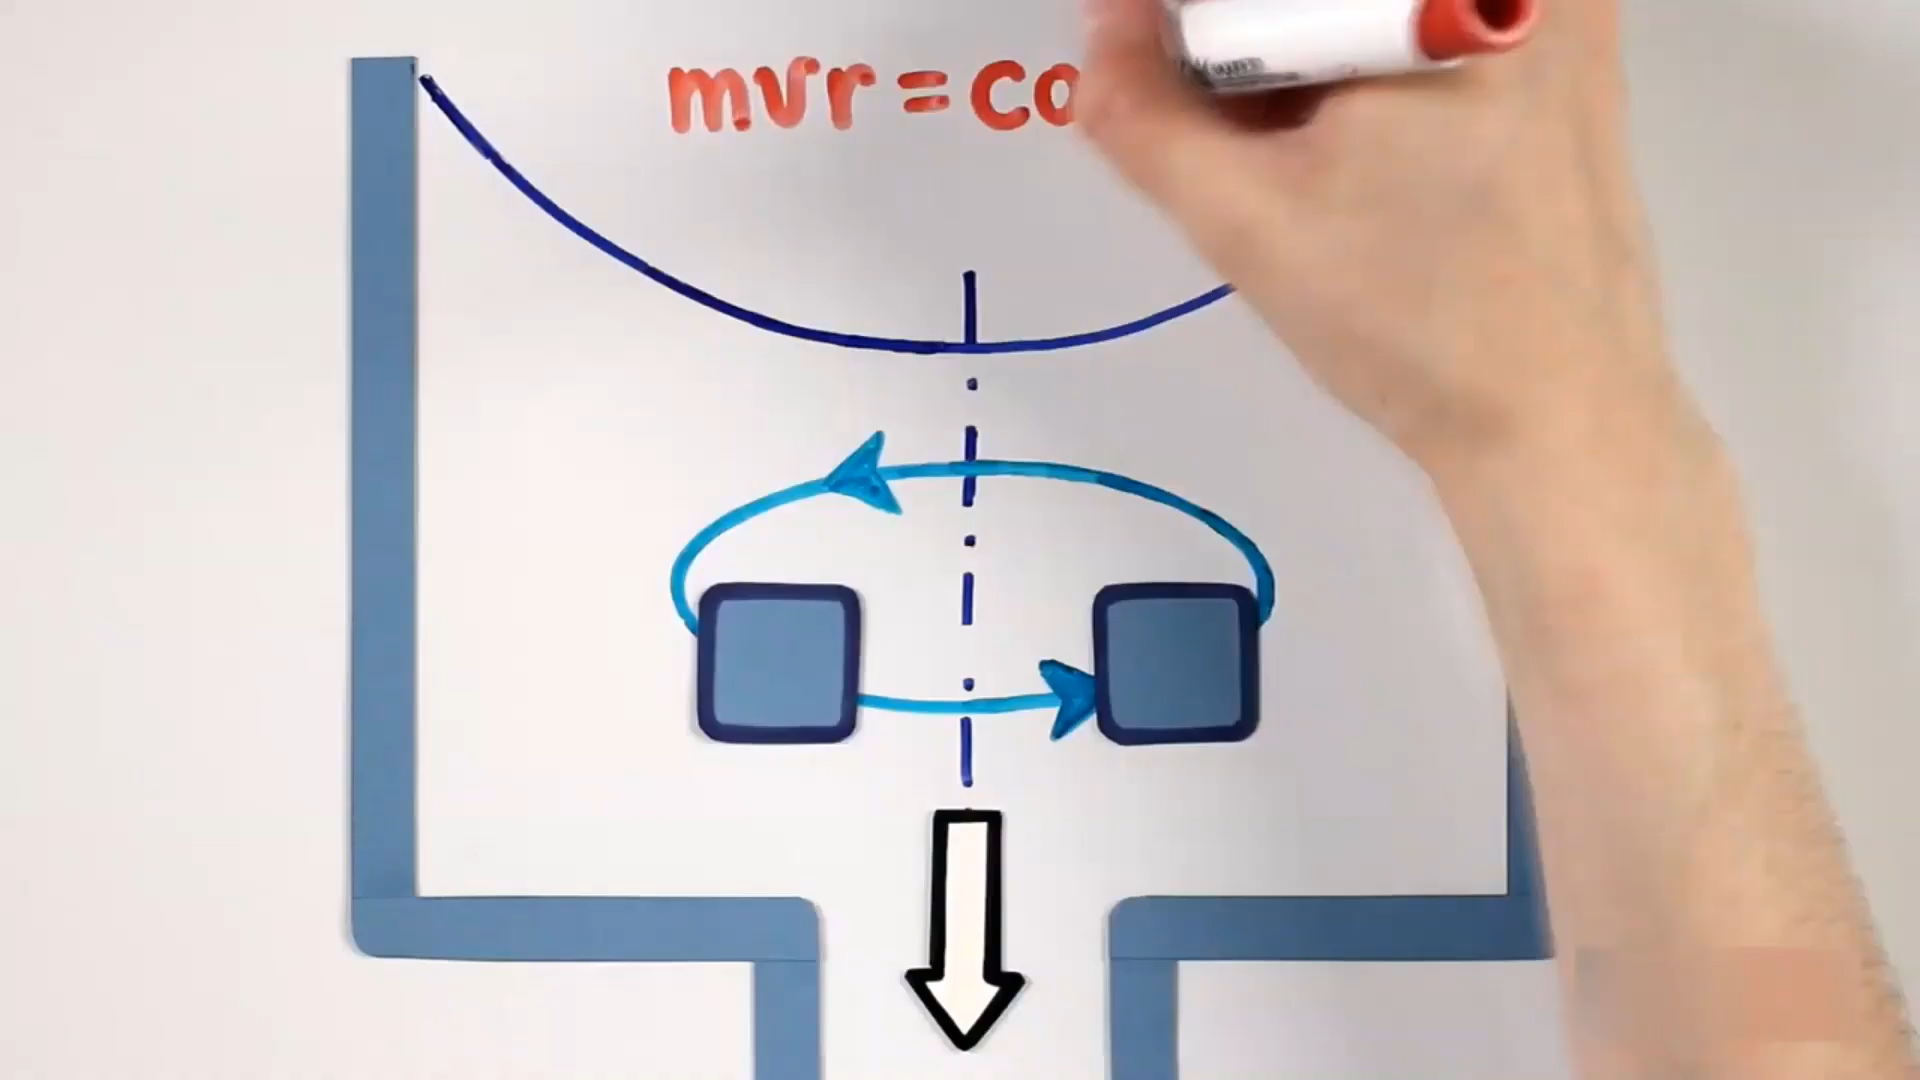 mvr = co